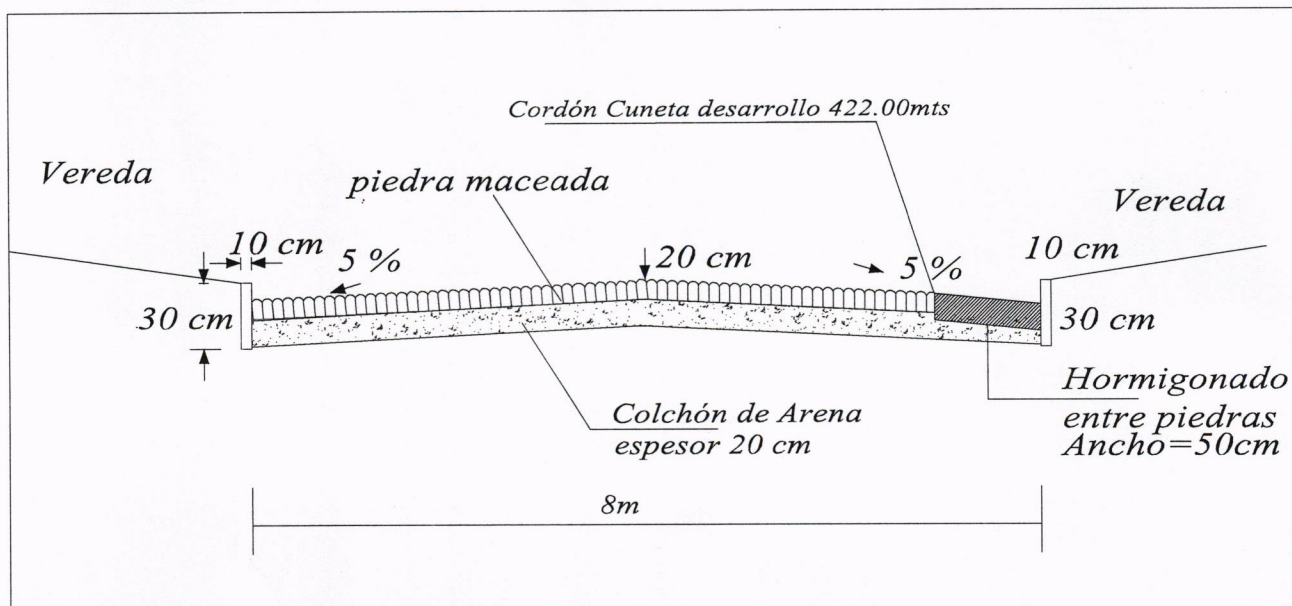 Cordón Cuneta desarrollo 422.00mts
Vereda
piedra maceada
Vereda
10 cm
5 %
20 cm
5 %
10 cm
30 cm
30 cm
Colchón de Arena
espesor 20 cm
Hormigonado
entre piedras
Ancho=50cm
8m